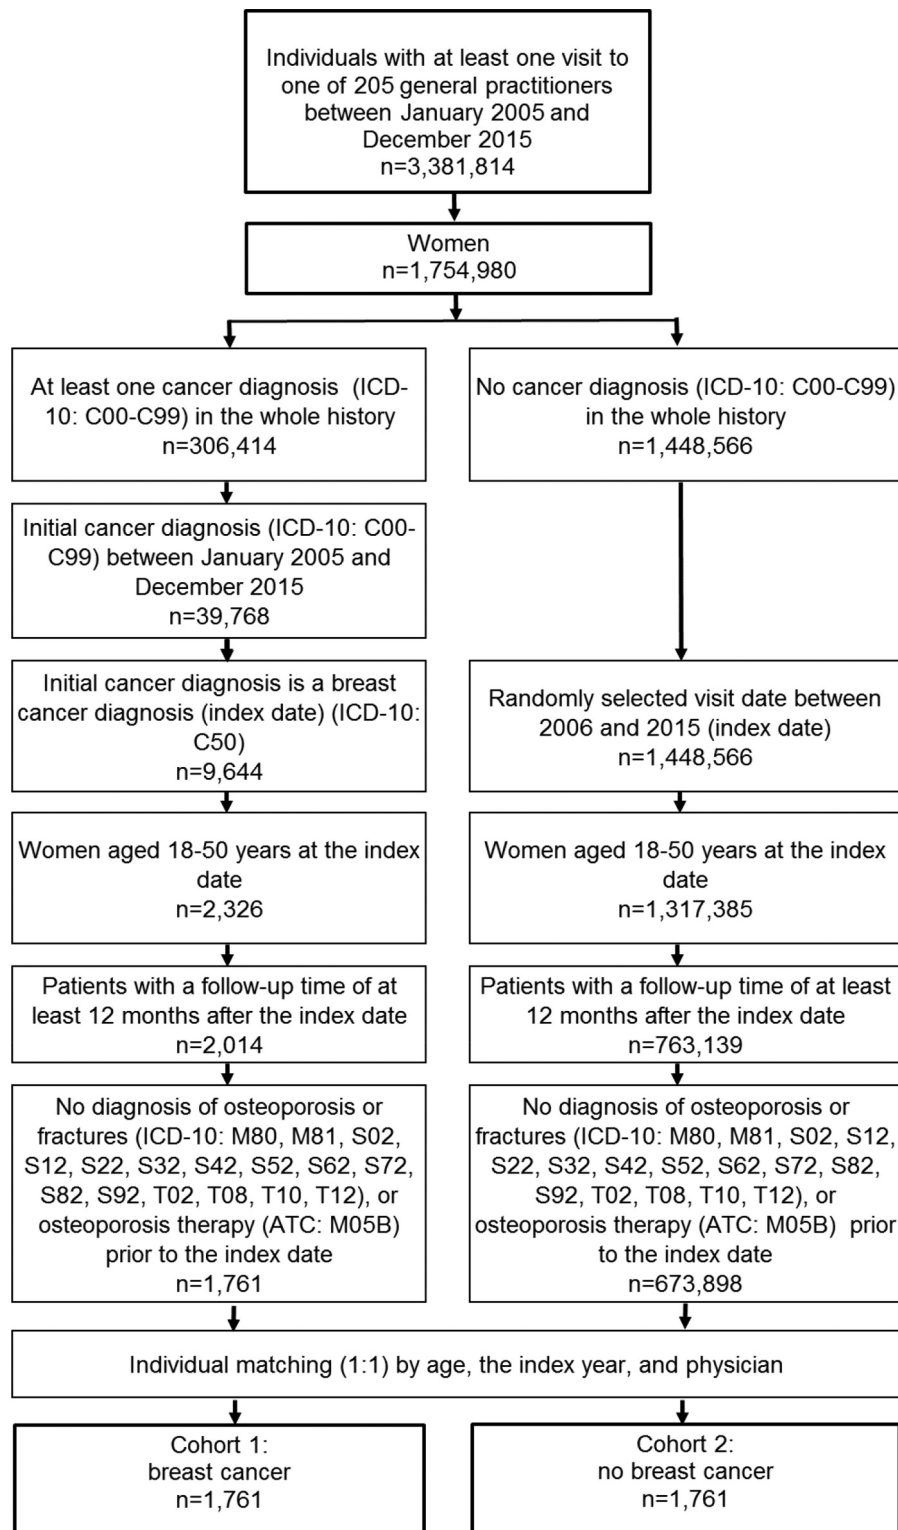 Individuals with at least one visit to
one of 205 general practitioners
between January 2005 and
December 2015
n=3,381,814
Women
n=1,754,980
At least one cancer diagnosis (ICD-
10: C00-C99) in the whole history
n=306,414
No cancer diagnosis (ICD-10: C00-C99)
in the whole history
n=1,448,566
Initial cancer diagnosis (ICD-10: C00-
C99) between January 2005 and
December 2015
n=39,768
Initial cancer diagnosis is a breast
cancer diagnosis (index date) (ICD-10:
C50)
n=9,644
Randomly selected visit date between
2006 and 2015 (index date)
n=1,448,566
Women aged 18-50 years at the index
date
n=2,326
Women aged 18-50 years at the index
date
n=1,317,385
Patients with a follow-up time of at
least 12 months after the index date
n=2,014
Patients with a follow-up time of at least
12 months after the index date
n=763,139
No diagnosis of osteoporosis or
fractures (ICD-10: M80, M81, S02,
S12, S22, S32, S42, S52, S62, S72,
S82, S92, T02, T08, T10, T12), or
osteoporosis therapy (ATC: M05B)
prior to the index date
n=1,761
No diagnosis of osteoporosis or
fractures (ICD-10: M80, M81, S02, S12,
S22, S32, S42, S52, S62, S72, S82,
S92, T02, T08, T10, T12), or
osteoporosis therapy (ATC: M05B) prior
to the index date
n=673,898
Individual matching (1:1) by age, the index year, and physician
Cohort 1:
breast cancer
n=1,761
Cohort 2:
no breast cancer
n=1,761